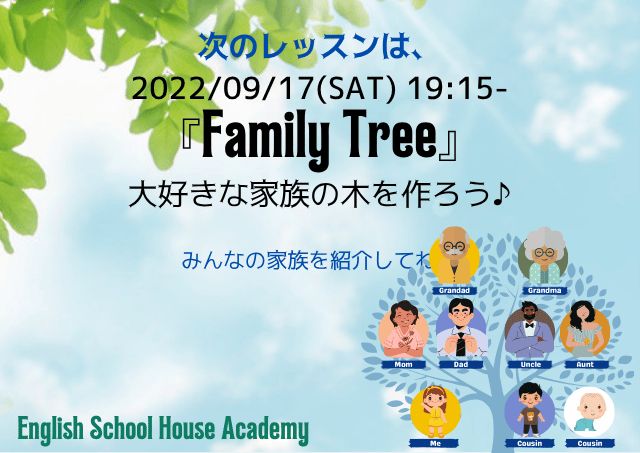 次のレッスンは、
2022/09/17(SAT) 19:15-
『Family Tree』
大好きな家族の木を作ろう♪
みんなの家族を紹介してね
Grandad Grandma
Mom Dad Uncle Aunt
Me Cousin Cousin
English School House Academy